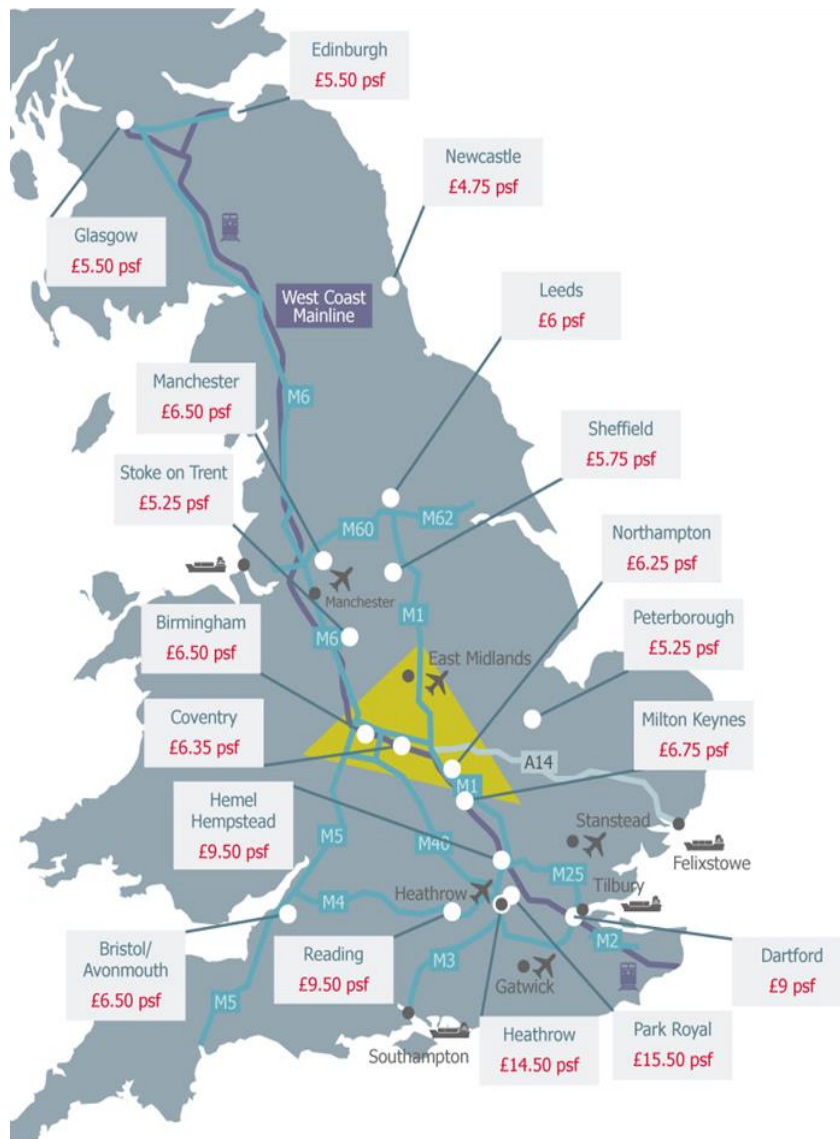 Edinburgh
£5.50 psf
Newcastle
£4.75 psf
Glasgow
£5.50 psf
West Coast
Mainline
Leeds
£6 psf
Manchester
£6.50 psf
M6
Sheffield
£5.75 psf
Stoke on Trent
£5.25 psf
M60
M62
Northampton
£6.25 psf
Manchester
M1
Birmingham
£6.50 psf
M6
Peterborough
£5.25 psf
East Midlands
Coventry
£6.35 psf
Milton Keynes
£6.75 psf
A14
M1
Hemel
Hempstead
£9.50 psf
M5
M40
Stanstead
Felixstowe
M25
Tilbury
Heathrow
M4
Bristol/
Avonmouth
£6.50 psf
Reading
£9.50 psf
M3
M2
Gatwick
Dartford
£9 psf
M5
Southampton
Heathrow
£14.50 psf
Park Royal
£15.50 psf